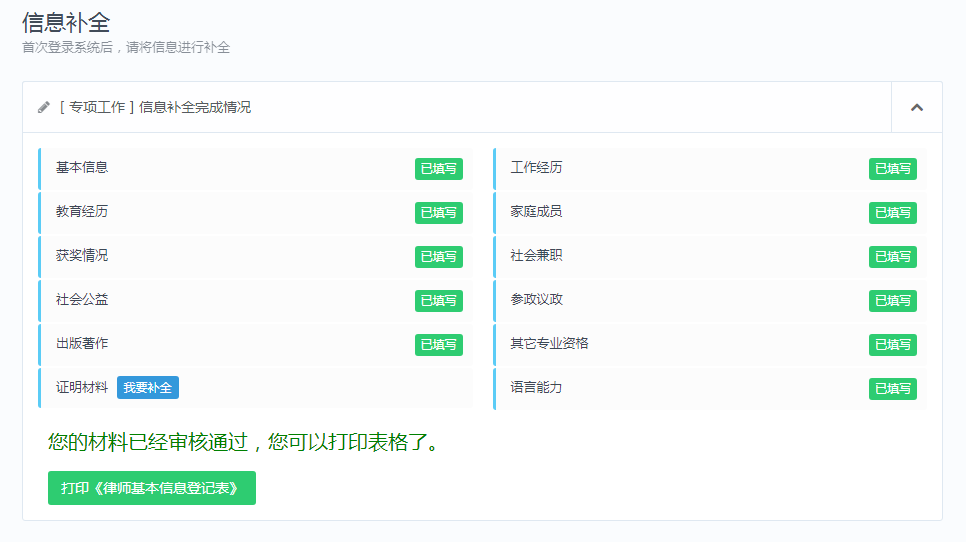 信息补全
首次登录系统后，请将信息进行补全
[ 专项工作 ] 信息补全完成情况
基本信息 已填写
工作经历 已填写
教育经历 已填写
家庭成员 已填写
获奖情况 已填写
社会兼职 已填写
社会公益 已填写
参政议政 已填写
出版著作 已填写
其它专业资格 已填写
证明材料 我要补全
语言能力 已填写
您的材料已经审核通过，您可以打印表格了。
打印《律师基本信息登记表》